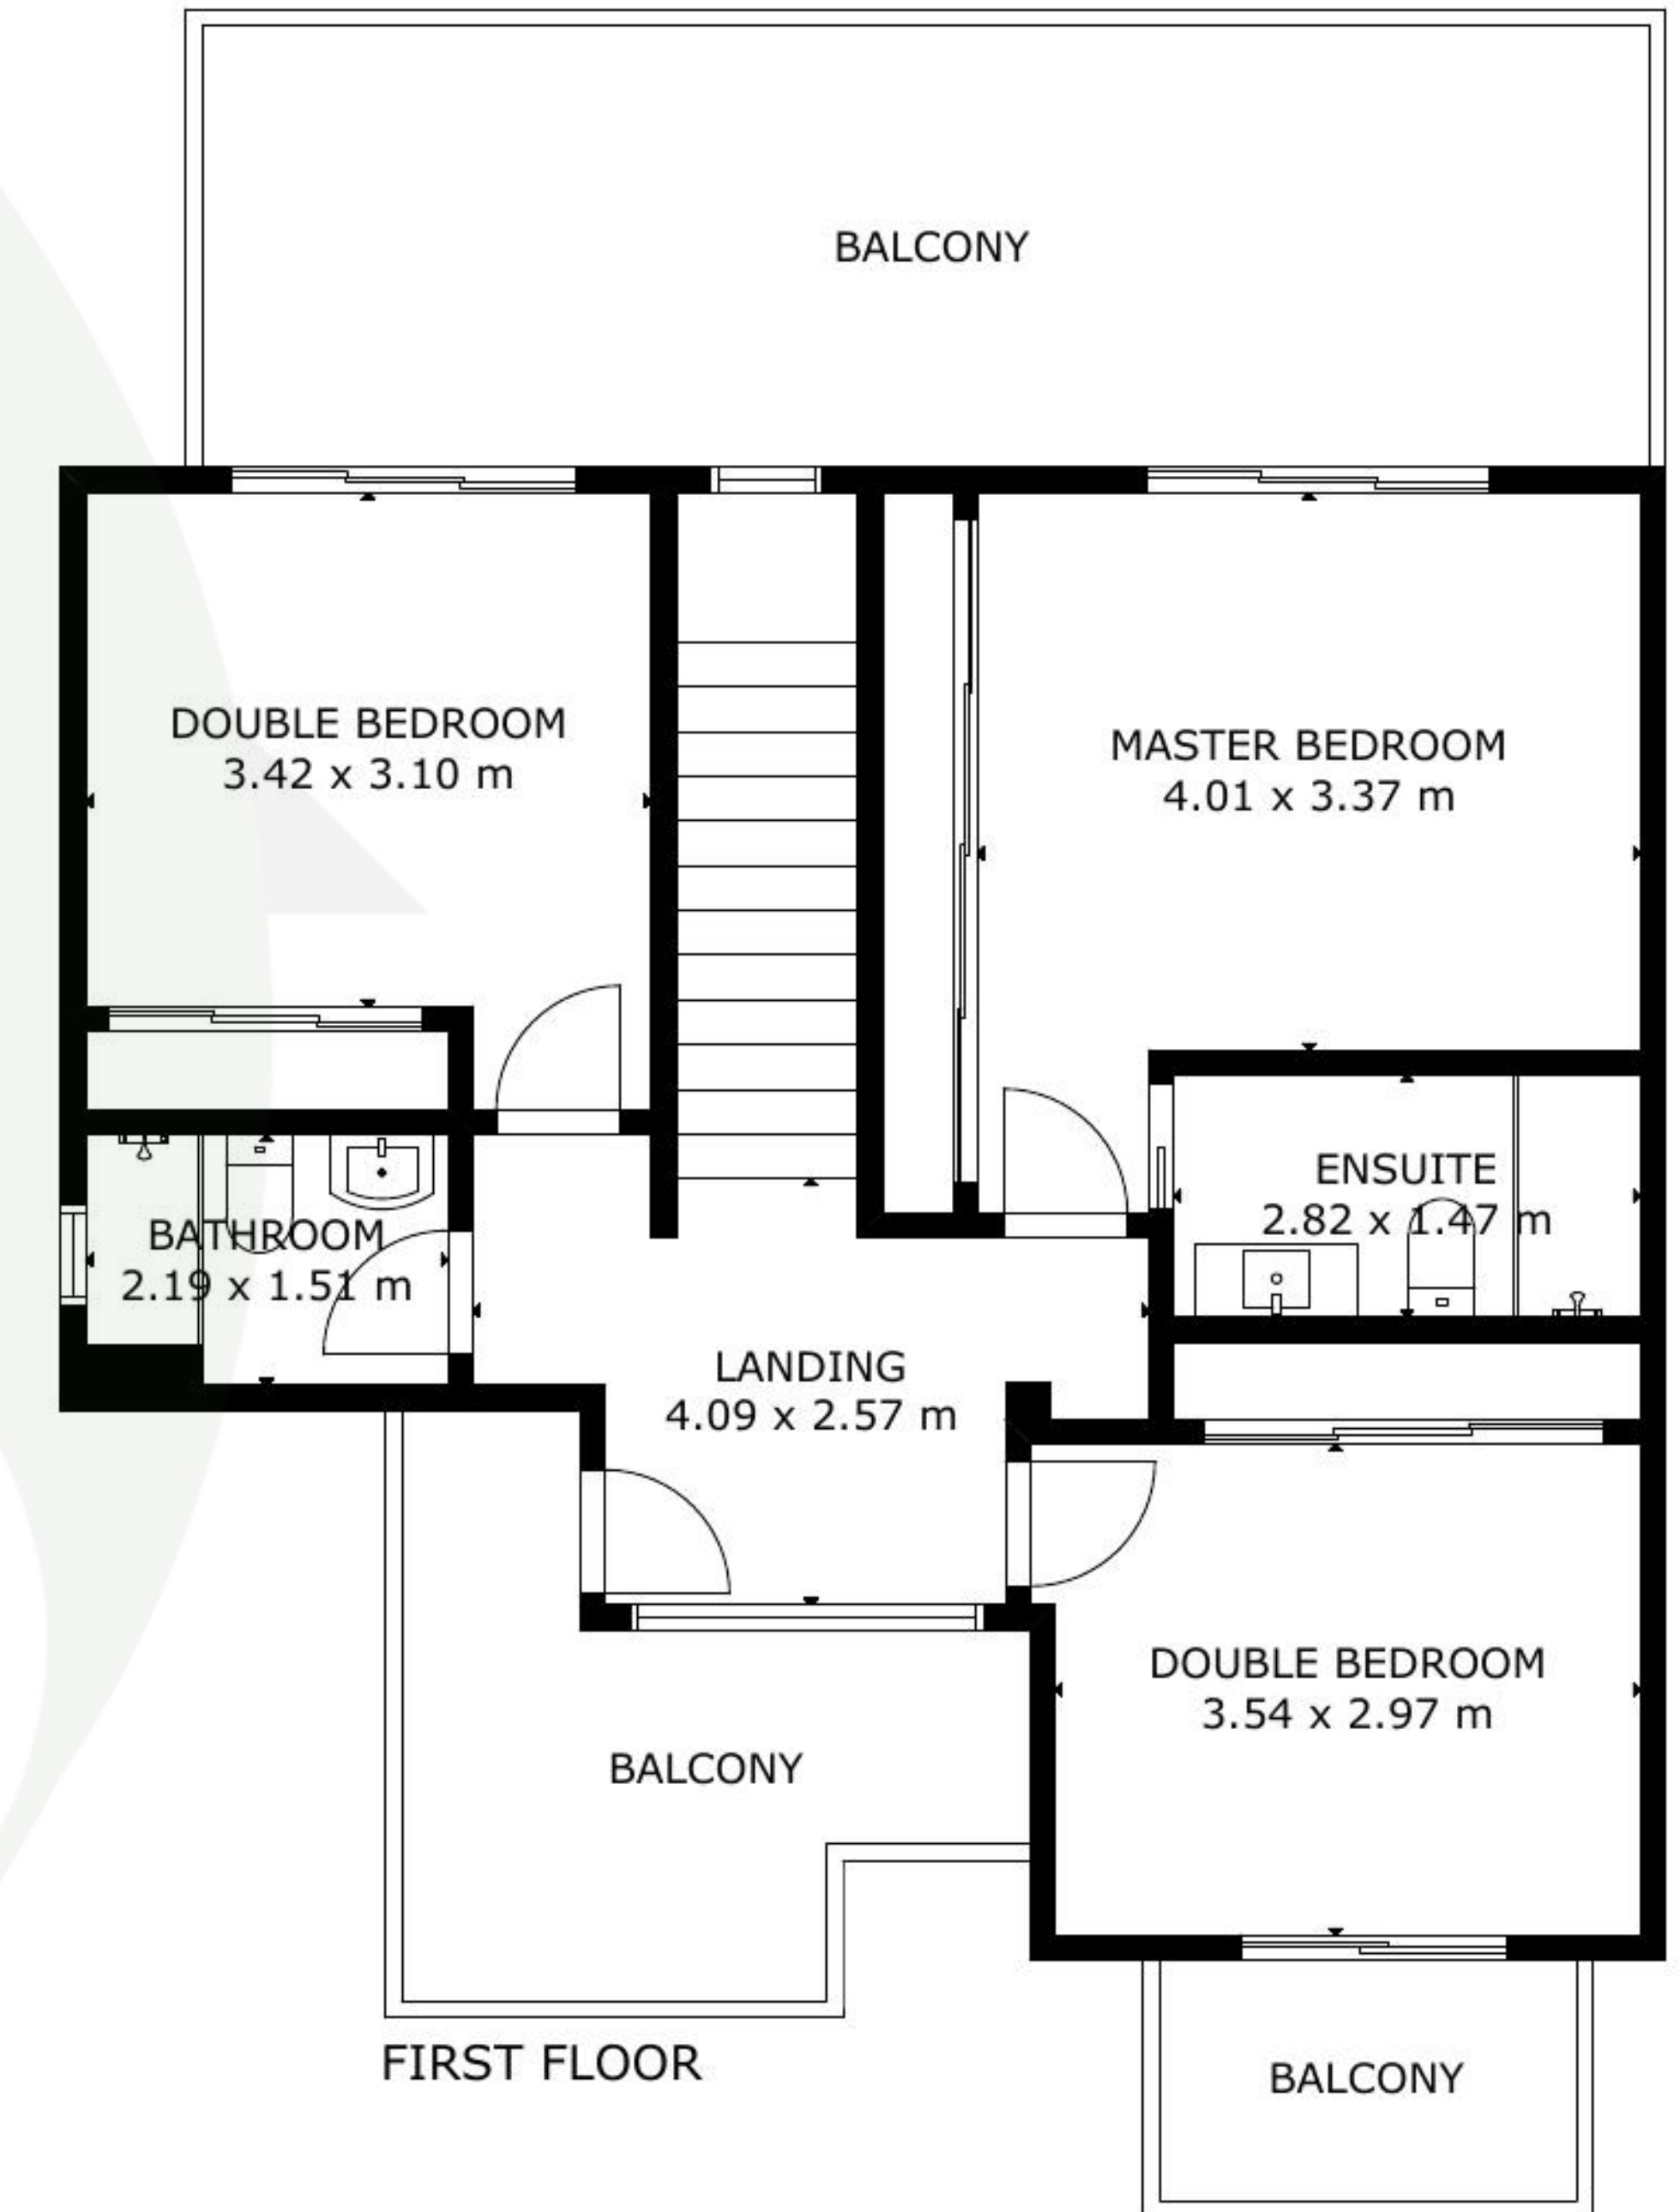 BALCONY
DOUBLE BEDROOM
3.42 x 3.10 m
MASTER BEDROOM
4.01 x 3.37 m
ENSUITE
2.82 x 1.47 m
BATHROOM
2.19 x 1.51 m
LANDING
4.09 x 2.57 m
DOUBLE BEDROOM
3.54 x 2.97 m
BALCONY
FIRST FLOOR
BALCONY